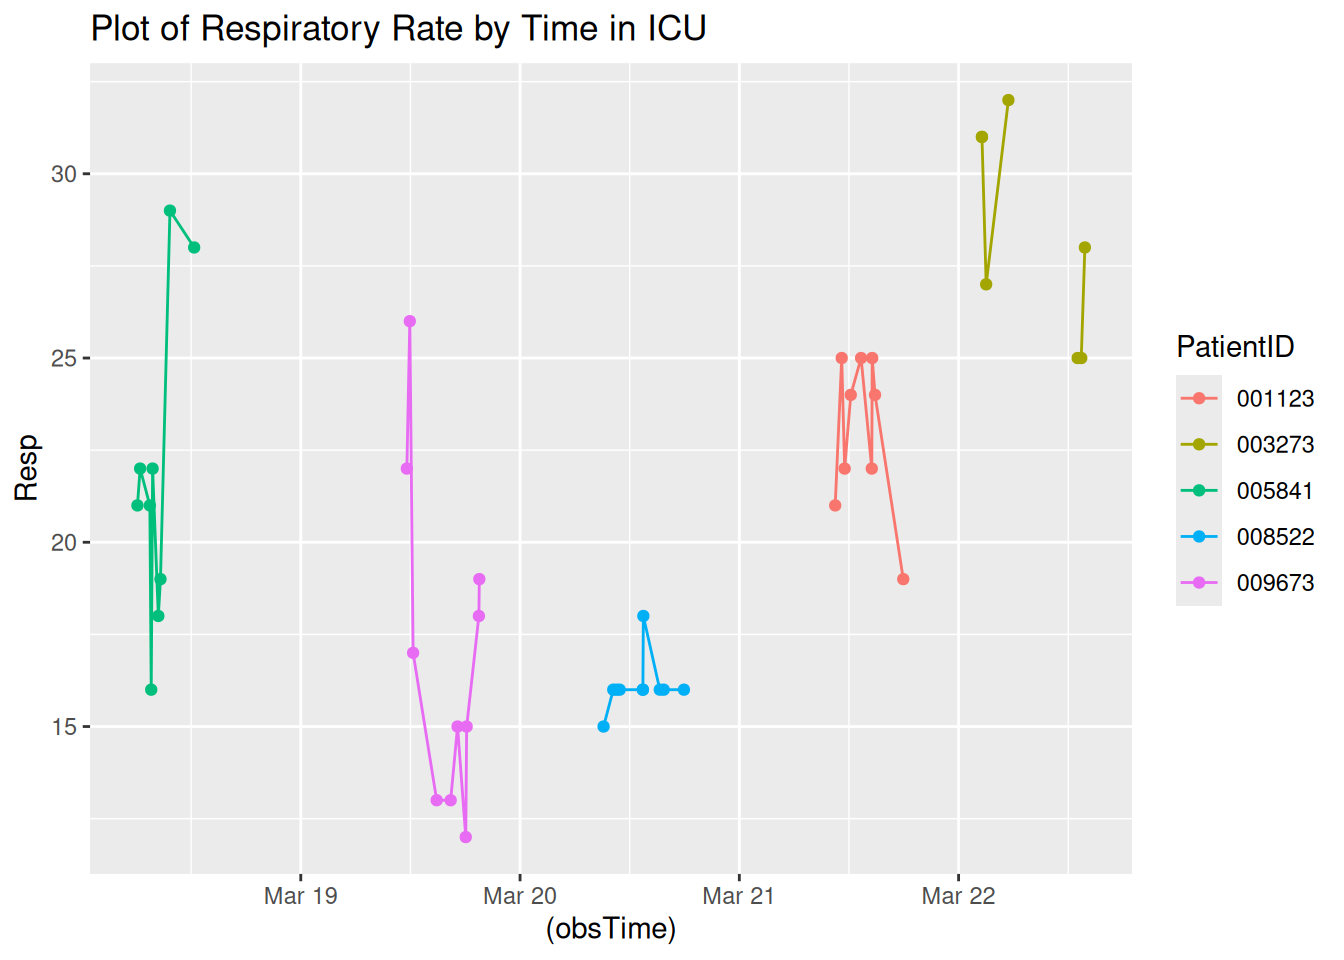 Plot of Respiratory Rate by Time in ICU
30
25
20
15
Resp
Mar 19
Mar 20
Mar 21
Mar 22
(obsTime)
PatientID
001123
003273
005841
008522
009673